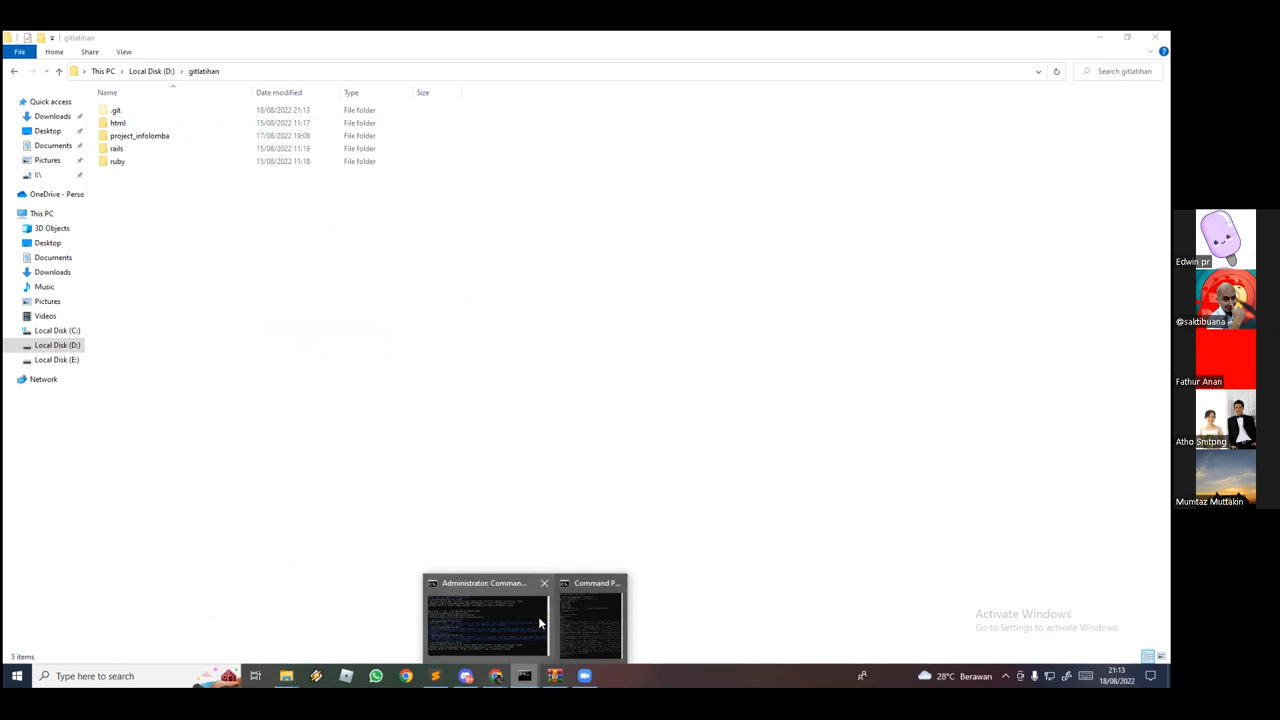 gitlatihan
File Home Share View
This PC Local Disk (D:) gitlatihan
Search gitlatihan
Name Date modified Type Size
.git 18/08/2022 21:13 File folder
html 15/08/2022 11:17 File folder
project_infolomba 17/08/2022 19:08 File folder
rails 15/08/2022 11:19 File folder
ruby 15/08/2022 11:18 File folder
Quick access
Downloads
Desktop
Documents
Pictures
I:\
OneDrive - Perso
This PC
3D Objects
Desktop
Documents
Downloads
Music
Pictures
Videos
Local Disk (C:)
Local Disk (D:)
Local Disk (E:)
Network
Edwin pr
@saktibuana
Fathur Anan
Atho Smtpng
Mumtaz Muttakin
Administrator: Comman...
Command P...
Activate Windows
Go to Settings to activate Windows.
5 items
Type here to search
28°C Berawan
21:13
18/08/2022